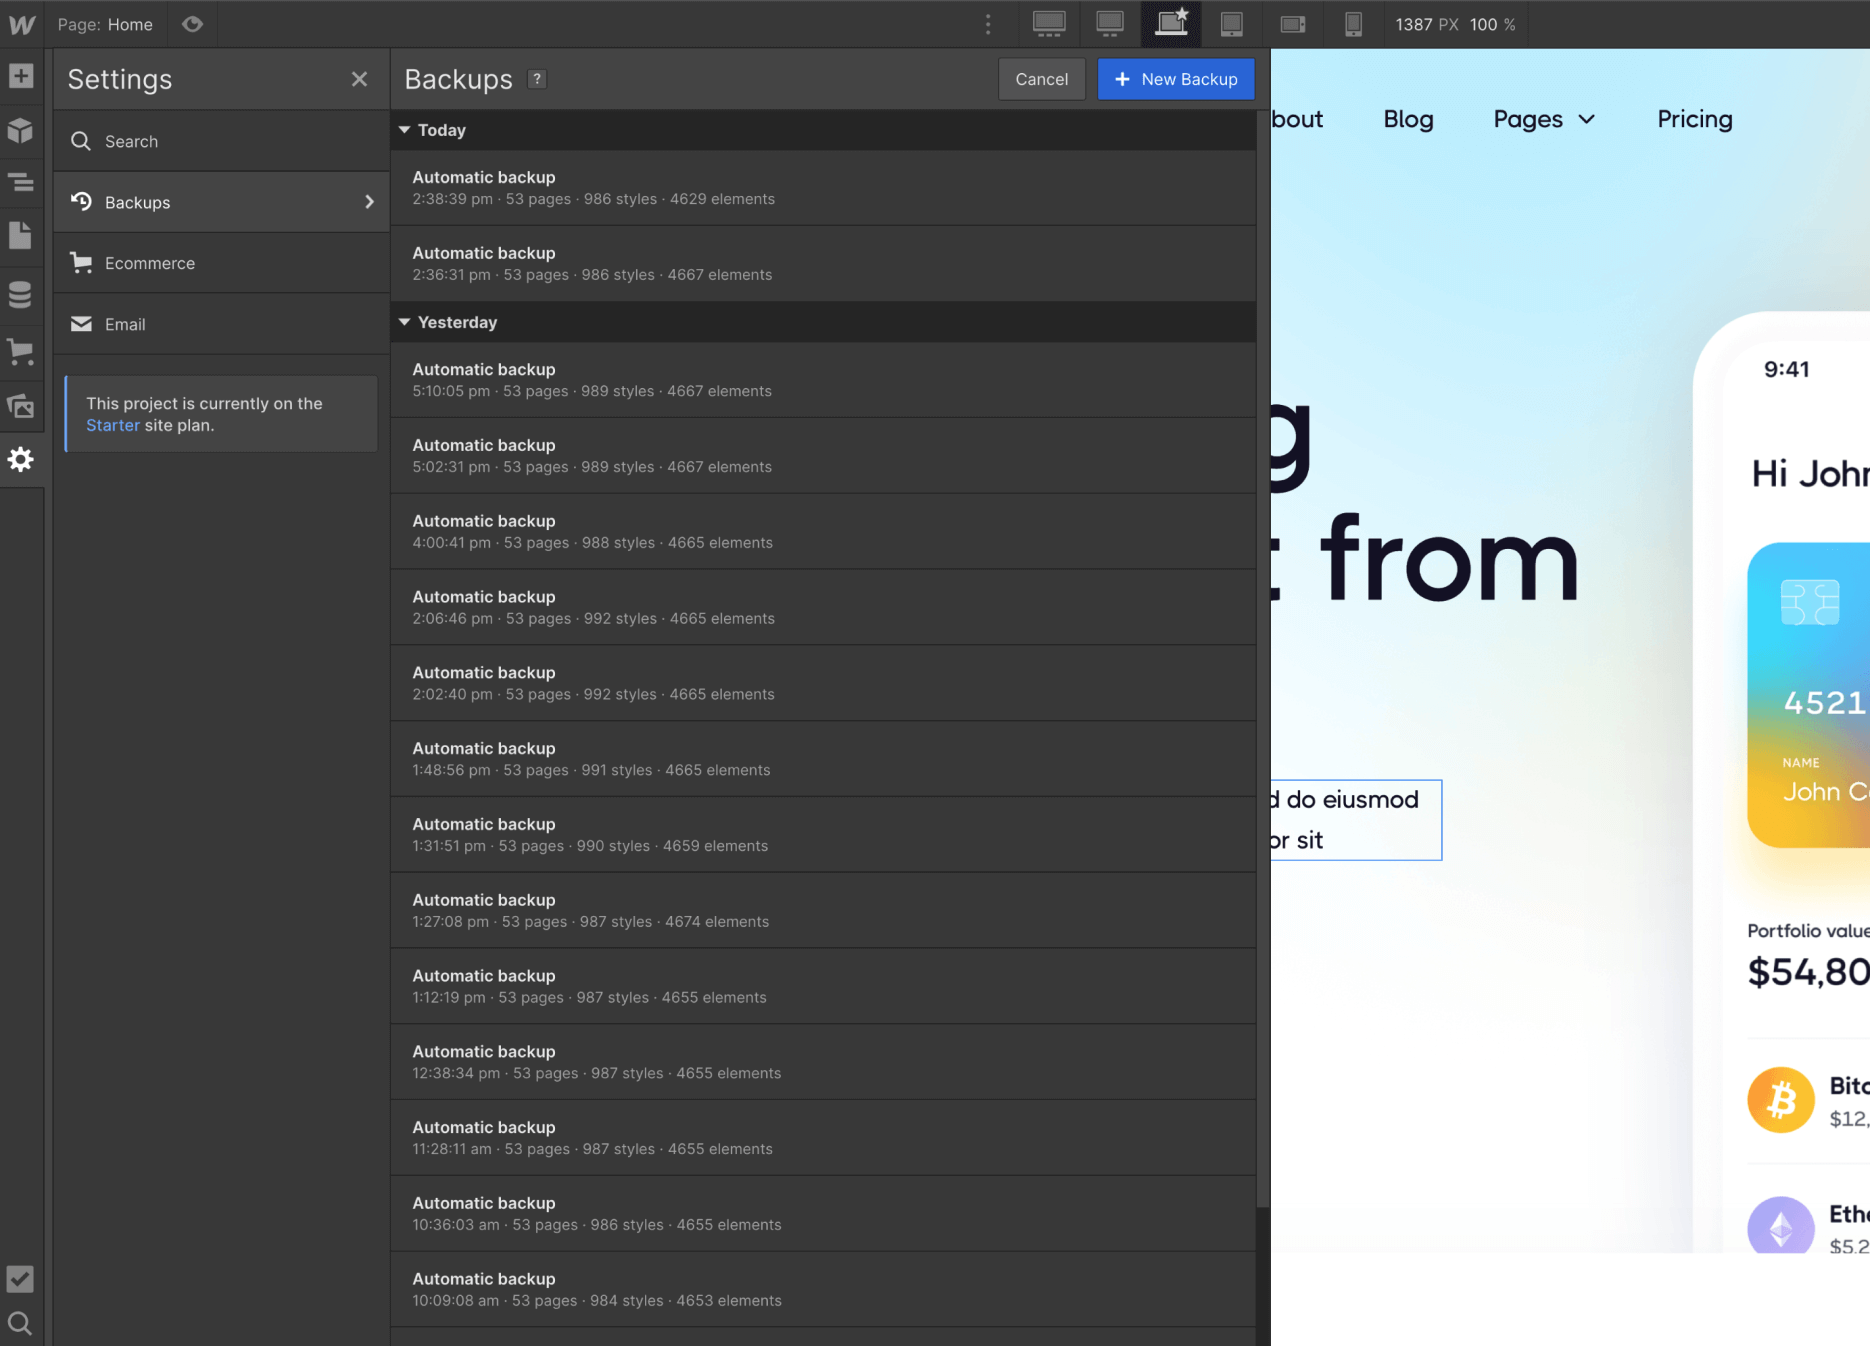 W
Page: Home
1387 PX 100 %
Settings
Backups ?
Cancel
+ New Backup
Search
Backups
Ecommerce
Email
This project is currently on the
Starter site plan.
Today
Automatic backup
2:38:39 pm · 53 pages · 986 styles · 4629 elements
Automatic backup
2:36:31 pm · 53 pages · 986 styles · 4667 elements
Yesterday
Automatic backup
5:10:05 pm · 53 pages · 989 styles · 4667 elements
Automatic backup
5:02:31 pm · 53 pages · 989 styles · 4667 elements
Automatic backup
4:00:41 pm · 53 pages · 988 styles · 4665 elements
Automatic backup
2:06:46 pm · 53 pages · 992 styles · 4665 elements
Automatic backup
2:02:40 pm · 53 pages · 992 styles · 4665 elements
Automatic backup
1:48:56 pm · 53 pages · 991 styles · 4665 elements
Automatic backup
1:31:51 pm · 53 pages · 990 styles · 4659 elements
Automatic backup
1:27:08 pm · 53 pages · 987 styles · 4674 elements
Automatic backup
1:12:19 pm · 53 pages · 987 styles · 4655 elements
Automatic backup
12:38:34 pm · 53 pages · 987 styles · 4655 elements
Automatic backup
11:28:11 am · 53 pages · 987 styles · 4655 elements
Automatic backup
10:36:03 am · 53 pages · 986 styles · 4655 elements
Automatic backup
10:09:08 am · 53 pages · 984 styles · 4653 elements
bout Blog Pages Pricing
g
t from
d do eiusmod
or sit
9:41
Hi John
4521
NAME
John C
Portfolio value
$54,80
Bitc
$12,
Ethe
$5,2